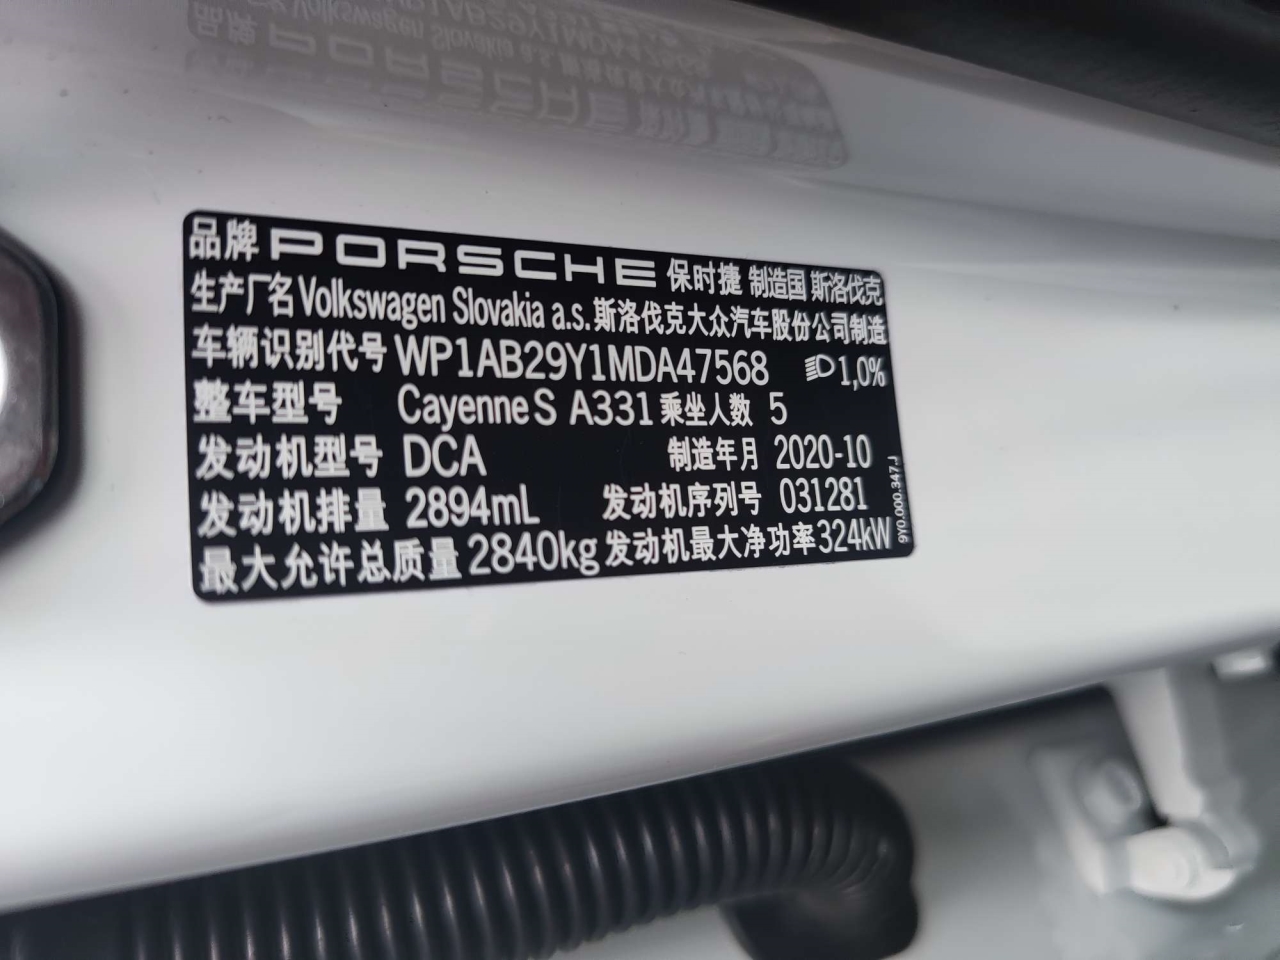 品牌 PORSCHE 保时捷 制造国 斯洛伐克
生产厂名 Volkswagen Slovakia a.s. 斯洛伐克大众汽车股份公司制造
车辆识别代号 WP1AB29Y1MDA47568 1,0%
整车型号 Cayenne S A331 乘坐人数 5
发动机型号 DCA 制造年月 2020-10
发动机排量 2894mL 发动机序列号 031281
最大允许总质量 2840kg 发动机最大净功率 324kW
9Y0.000.347.J